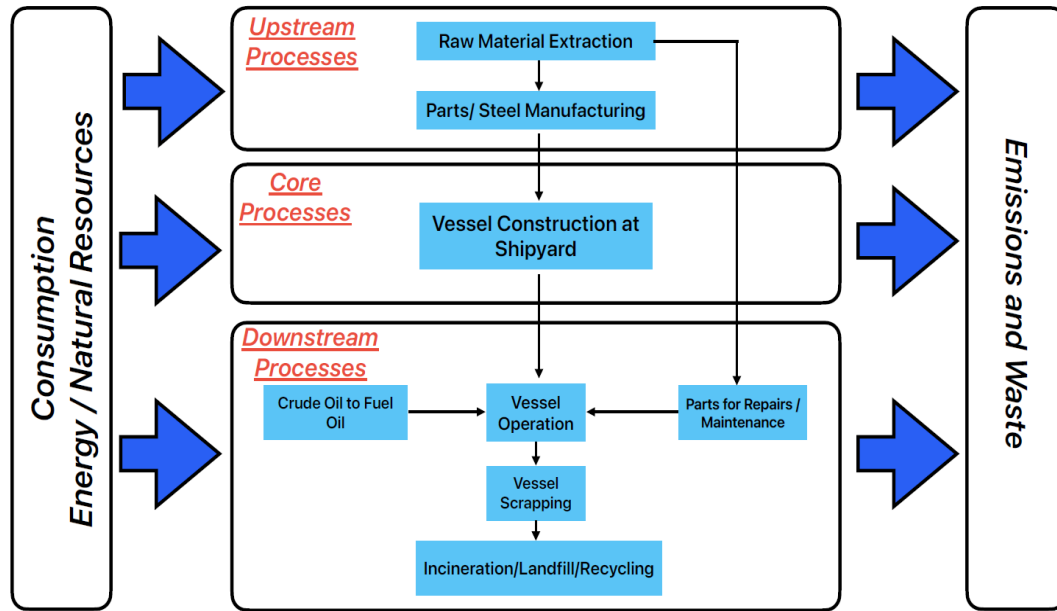 Consumption
Energy / Natural Resources
Upstream
Processes
Raw Material Extraction
Parts/ Steel Manufacturing
Core
Processes
Vessel Construction at
Shipyard
Downstream
Processes
Crude Oil to Fuel
Oil
Vessel
Operation
Parts for Repairs /
Maintenance
Vessel
Scrapping
Incineration/Landfill/Recycling
Emissions and Waste